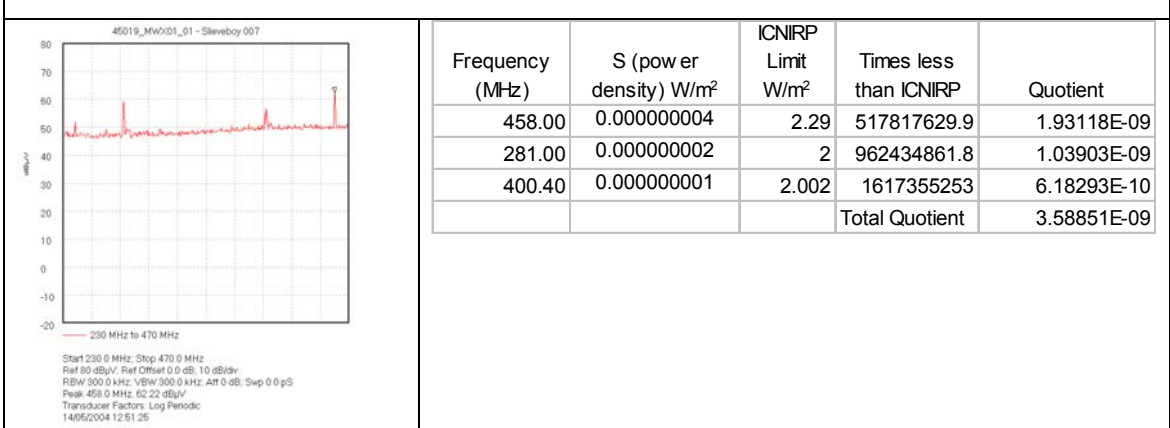 45019_MWX01_01 - Slieveboy 007
80
70
60
50
40
30
20
10
0
-10
-20
dBµV
230 MHz to 470 MHz
Start 230.0 MHz; Stop 470.0 MHz
Ref 80 dBµV; Ref Offset 0.0 dB; 10 dB/div
RBW 300.0 kHz; VBW 300.0 kHz; Att 0 dB; Swp 0.0 pS
Peak 458.0 MHz, 62.22 dBµV
Transducer Factors: Log Periodic
14/05/2004 12:51:25
Frequency (MHz) S (pow er density) W/m² ICNIRP Limit W/m² Times less than ICNIRP Quotient
458.00 0.000000004 2.29 517817629.9 1.93118E-09
281.00 0.000000002 2 962434861.8 1.03903E-09
400.40 0.000000001 2.002 1617355253 6.18293E-10
Total Quotient 3.58851E-09